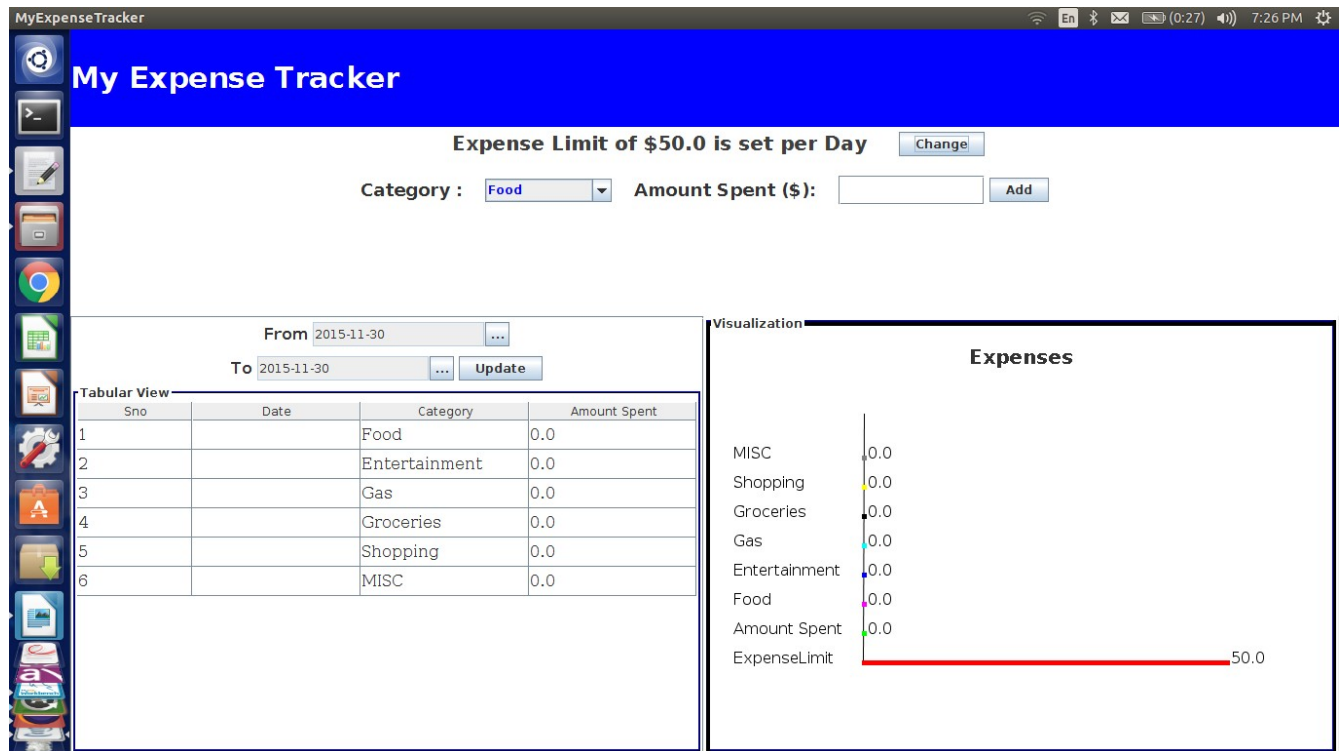 MyExpenseTracker
En (0:27) 7:26 PM
My Expense Tracker
Expense Limit of $50.0 is set per Day Change
Category : Food Amount Spent ($): Add
From 2015-11-30 ...
To 2015-11-30 ... Update
Tabular View
Sno Date Category Amount Spent
1 Food 0.0
2 Entertainment 0.0
3 Gas 0.0
4 Groceries 0.0
5 Shopping 0.0
6 MISC 0.0
Visualization
Expenses
MISC 0.0
Shopping 0.0
Groceries 0.0
Gas 0.0
Entertainment 0.0
Food 0.0
Amount Spent 0.0
ExpenseLimit 50.0